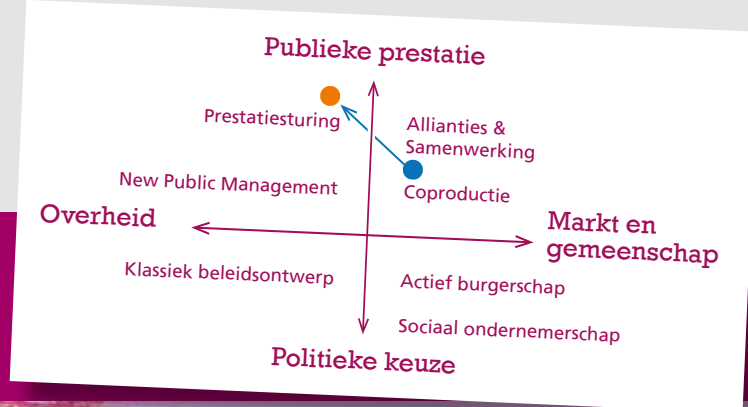 Publieke prestatie
Prestatiesturing
Allianties &
Samenwerking
New Public Management
Coproductie
Overheid
Markt en
gemeenschap
Klassiek beleidsontwerp
Actief burgerschap
Sociaal ondernemerschap
Politieke keuze